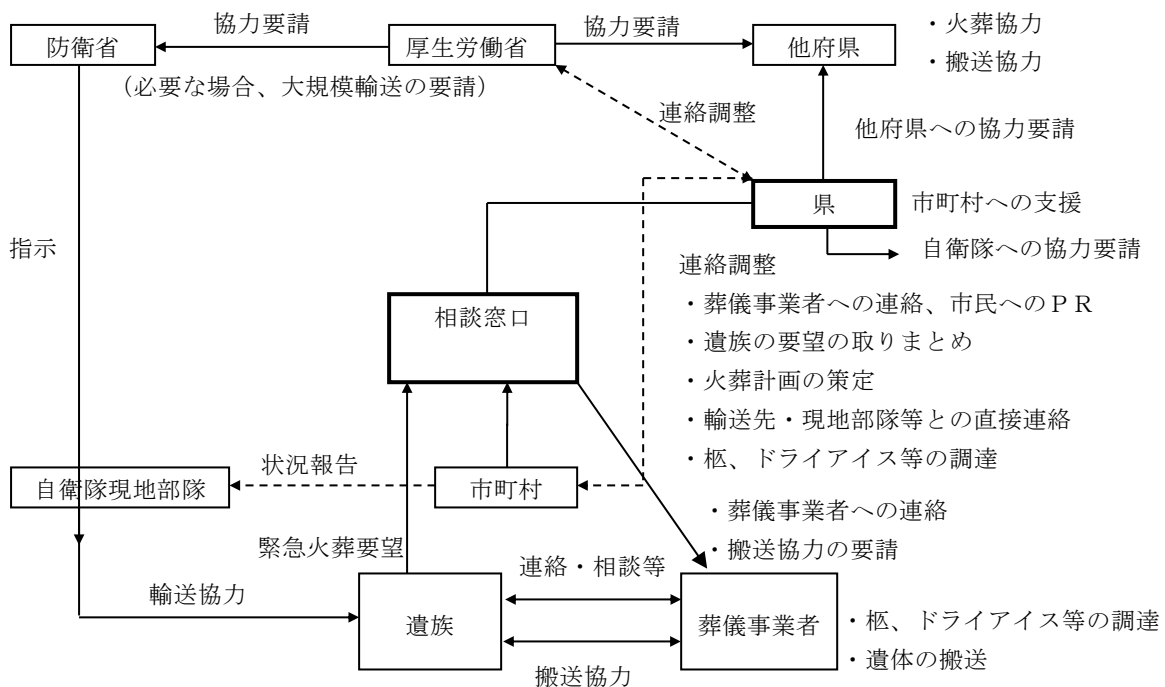 協力要請
協力要請
・火葬協力
防衛省
厚生労働省
他府県
・搬送協力
（必要な場合、大規模輸送の要請）
連絡調整
他府県への協力要請
県
市町村への支援
指示
自衛隊への協力要請
連絡調整
相談窓口
・葬儀事業者への連絡、市民へのＰＲ
・遺族の要望の取りまとめ
・火葬計画の策定
・輸送先・現地部隊等との直接連絡
・柩、ドライアイス等の調達
状況報告
自衛隊現地部隊
市町村
・葬儀事業者への連絡
緊急火葬要望
・搬送協力の要請
連絡・相談等
輸送協力
遺族
葬儀事業者
・柩、ドライアイス等の調達
・遺体の搬送
搬送協力